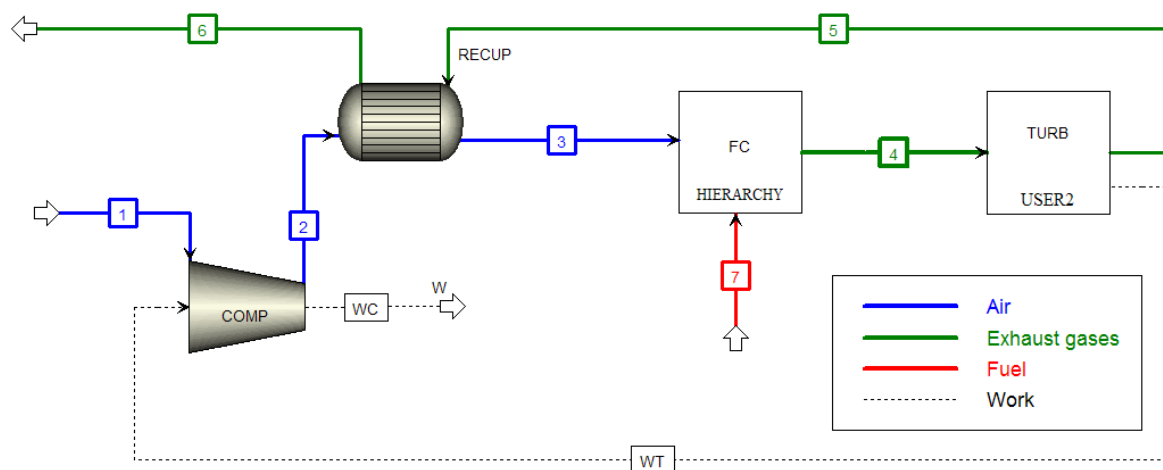 6
5
RECUP
3
FC
HIERARCHY
4
TURB
USER2
1
2
7
COMP
WC
W
Air
Exhaust gases
Fuel
Work
WT